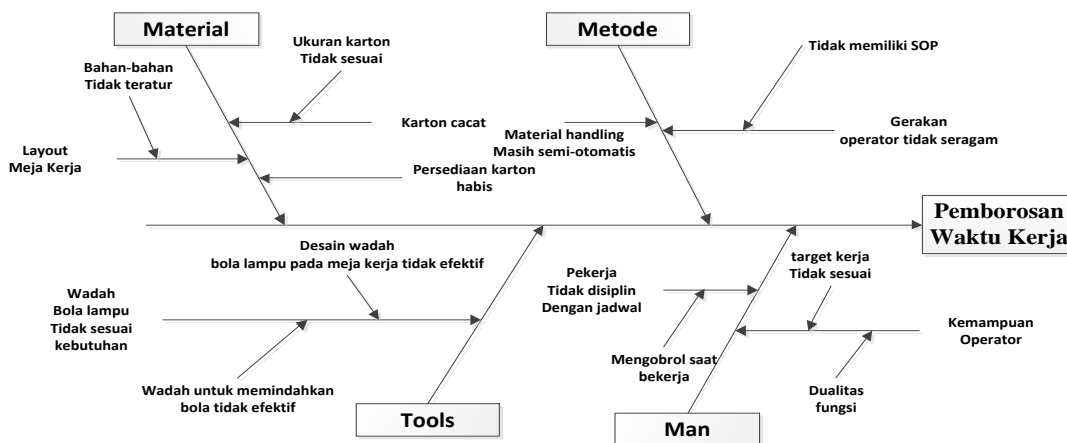 Material
Metode
Ukuran karton
Tidak sesuai
Tidak memiliki SOP
Bahan-bahan
Tidak teratur
Karton cacat
Material handling
Masih semi-otomatis
Gerakan
operator tidak seragam
Layout
Meja Kerja
Persediaan karton
habis
Pemborosan
Waktu Kerja
Desain wadah
bola lampu pada meja kerja tidak efektif
target kerja
Tidak sesuai
Pekerja
Tidak disiplin
Dengan jadwal
Wadah
Bola lampu
Tidak sesuai
kebutuhan
Kemampuan
Operator
Mengobrol saat
bekerja
Wadah untuk memindahkan
bola tidak efektif
Dualitas
fungsi
Tools
Man